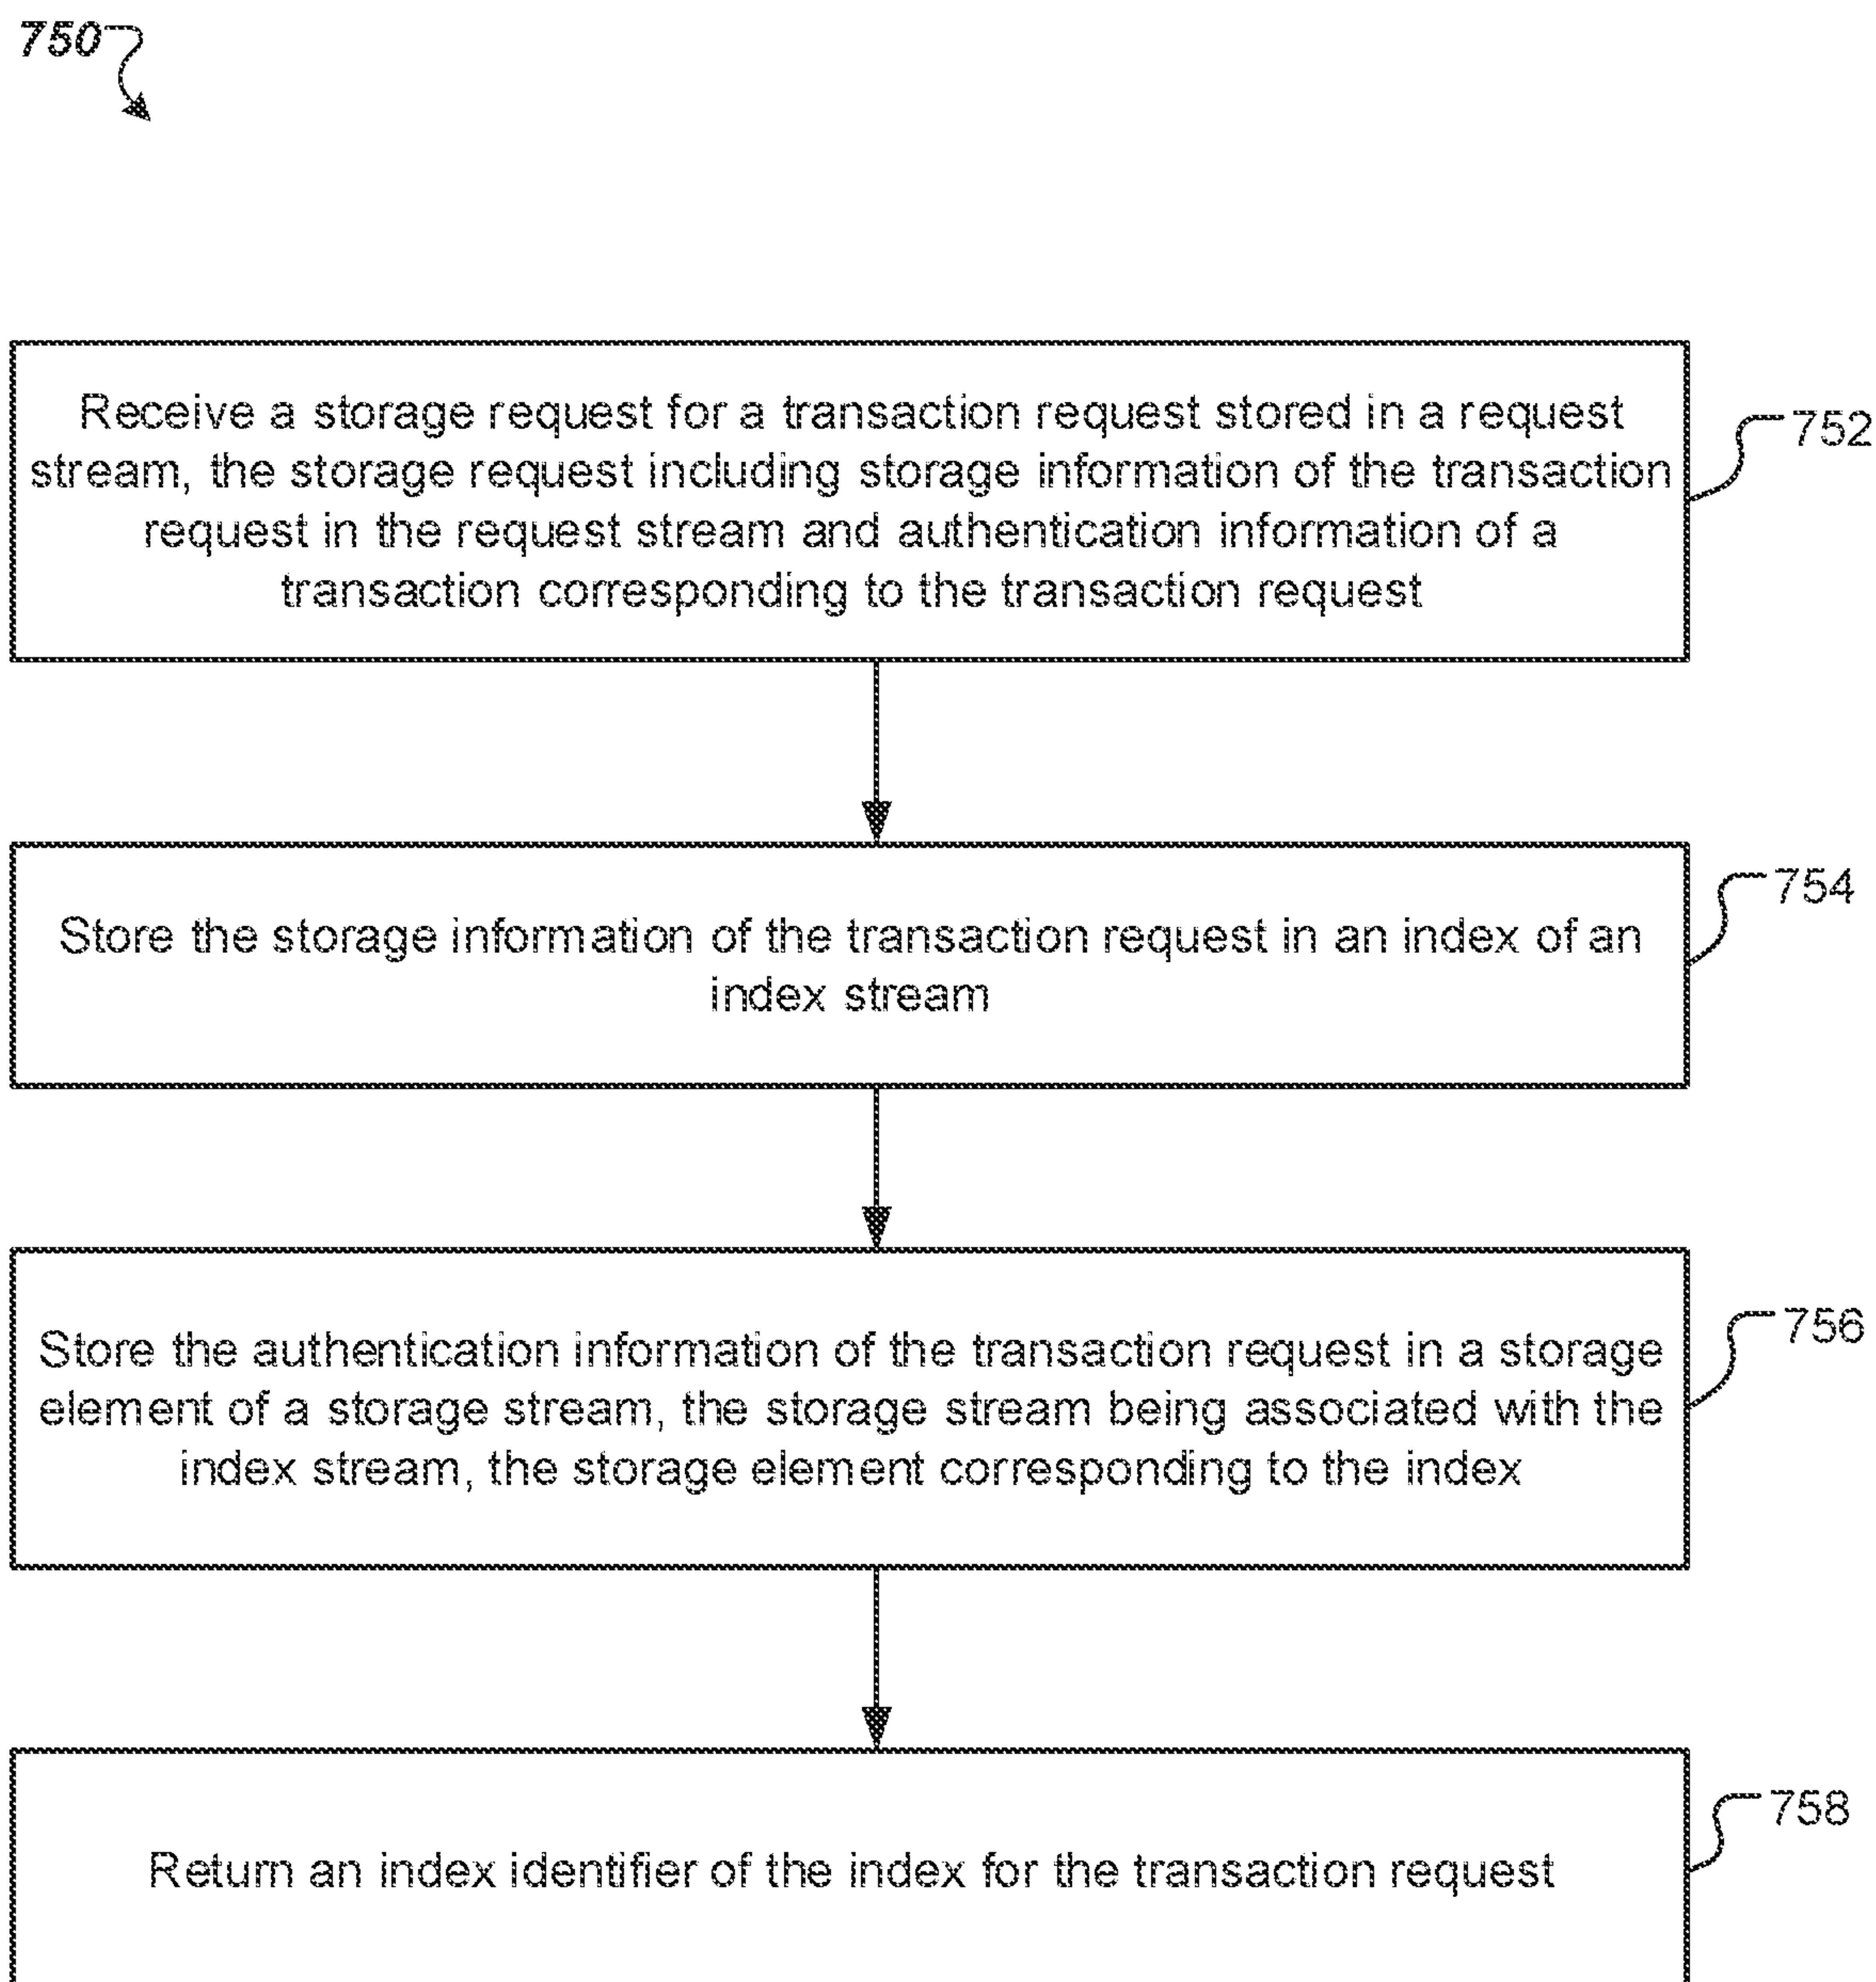 750
Receive a storage request for a transaction request stored in a request
stream, the storage request including storage information of the transaction
request in the request stream and authentication information of a
transaction corresponding to the transaction request
752
Store the storage information of the transaction request in an index of an
index stream
754
Store the authentication information of the transaction request in a storage
element of a storage stream, the storage stream being associated with the
index stream, the storage element corresponding to the index
756
Return an index identifier of the index for the transaction request
758